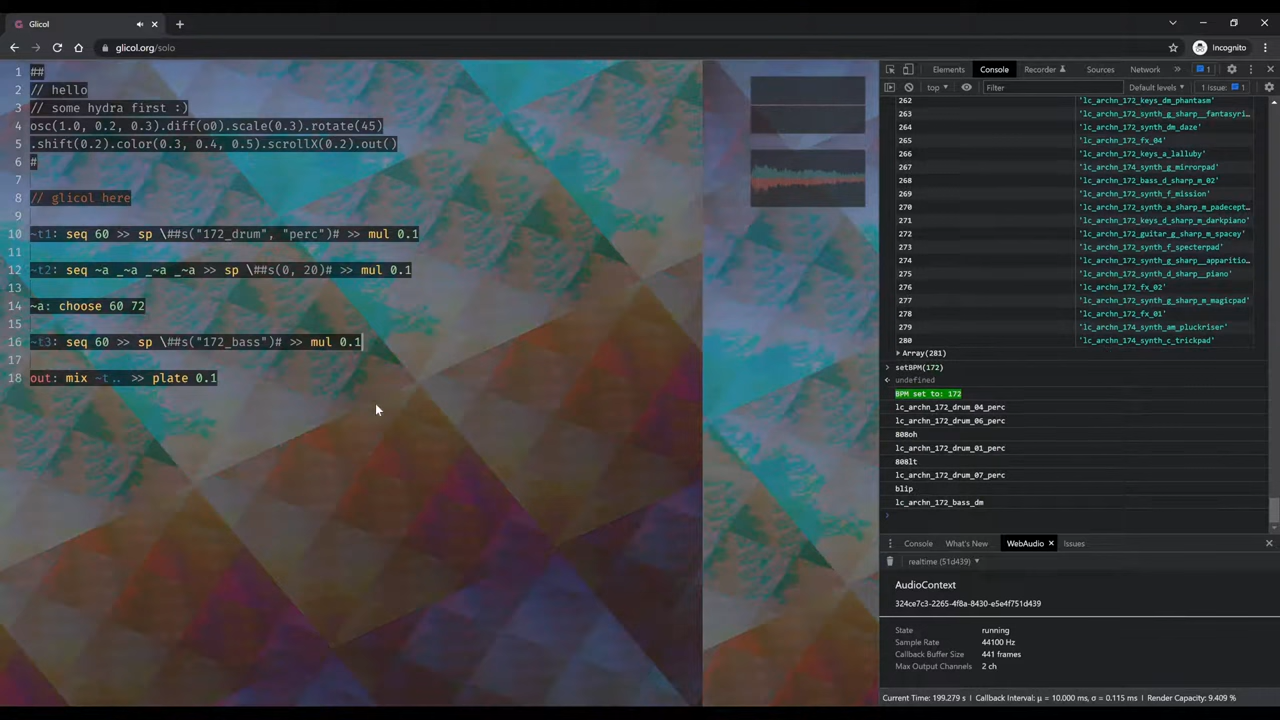 Glicol
glicol.org/solo
Incognito
1 ##
2 // hello
3 // some hydra first :)
4 osc(1.0, 0.2, 0.3).diff(o0).scale(0.3).rotate(45)
5 .shift(0.2).color(0.3, 0.4, 0.5).scrollX(0.2).out()
6 #
7
8 // glicol here
9
10 ~t1: seq 60 >> sp \##s("172_drum", "perc")# >> mul 0.1
11
12 ~t2: seq ~a _~a _~a _~a >> sp \##s(0, 20)# >> mul 0.1
13
14 ~a: choose 60 72
15
16 ~t3: seq 60 >> sp \##s("172_bass")# >> mul 0.1
17
18 out: mix ~t.. >> plate 0.1
Elements Console Recorder Sources Network » 1
top Filter Default levels 1 Issue: 1
262 'lc_archn_172_keys_dm_phantasm'
263 'lc_archn_172_synth_g_sharp__fantasyri…
264 'lc_archn_172_synth_dm_daze'
265 'lc_archn_172_fx_04'
266 'lc_archn_172_keys_a_lalluby'
267 'lc_archn_174_synth_g_mirrorpad'
268 'lc_archn_172_bass_d_sharp_m_02'
269 'lc_archn_172_synth_f_mission'
270 'lc_archn_172_synth_a_sharp_m_padecept…
271 'lc_archn_172_keys_d_sharp_m_darkpiano'
272 'lc_archn_172_guitar_g_sharp_m_spacey'
273 'lc_archn_172_synth_f_specterpad'
274 'lc_archn_172_synth_g_sharp__apparitio…
275 'lc_archn_172_synth_d_sharp__piano'
276 'lc_archn_172_fx_02'
277 'lc_archn_172_synth_g_sharp_m_magicpad'
278 'lc_archn_172_fx_01'
279 'lc_archn_174_synth_am_pluckriser'
280 'lc_archn_174_synth_c_trickpad'
Array(281)
setBPM(172)
undefined
BPM set to: 172
lc_archn_172_drum_04_perc
lc_archn_172_drum_06_perc
808oh
lc_archn_172_drum_01_perc
808lt
lc_archn_172_drum_07_perc
blip
lc_archn_172_bass_dm
Console What's New WebAudio Issues
realtime (51d439)
AudioContext
324ce7c3-2265-4f8a-8430-e5e4f751d439
State running
Sample Rate 44100 Hz
Callback Buffer Size 441 frames
Max Output Channels 2 ch
Current Time: 199.279 s | Callback Interval: μ = 10.000 ms, σ = 0.115 ms | Render Capacity: 9.409 %